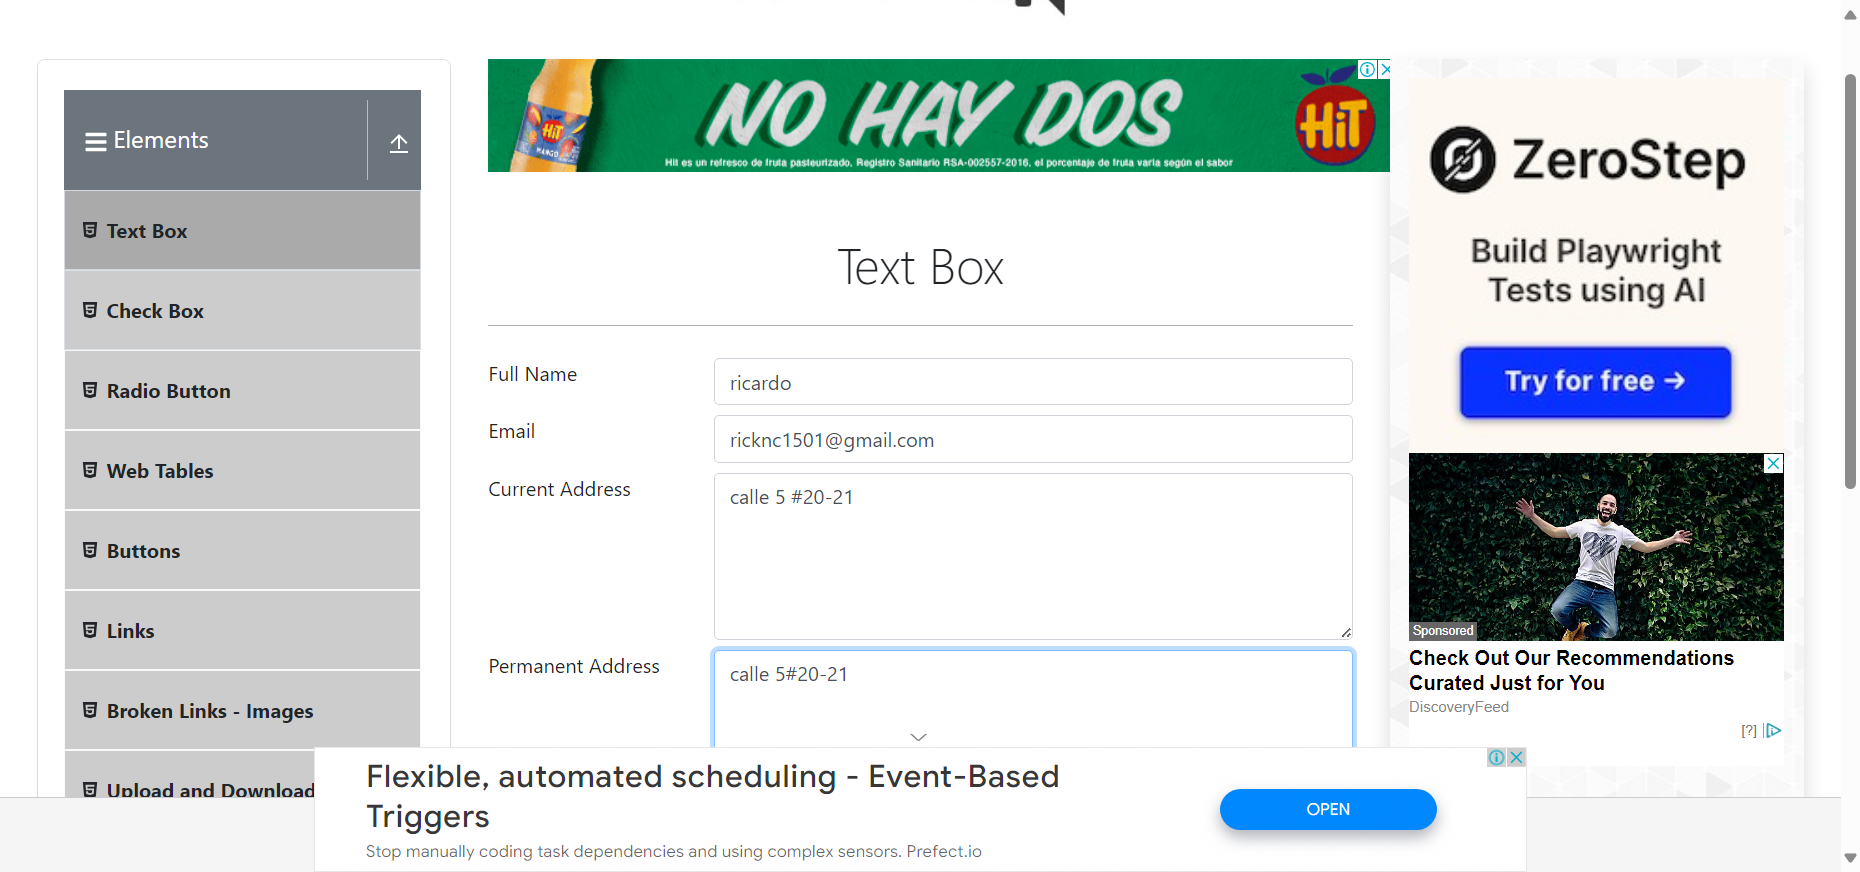 Elements
Text Box
Check Box
Radio Button
Web Tables
Buttons
Links
Broken Links - Images
Upload and Download
HiT
MANGO
NO HAY DOS
Hit es un refresco de fruta pasteurizado, Registro Sanitario RSA-002557-2016, el porcentaje de fruta varia según el sabor
HiT
Text Box
Full Name
ricardo
Email
ricknc1501@gmail.com
Current Address
calle 5 #20-21
Permanent Address
calle 5#20-21
ZeroStep
Build Playwright
Tests using AI
Try for free →
Sponsored
Check Out Our Recommendations
Curated Just for You
DiscoveryFeed
[?]
Flexible, automated scheduling - Event-Based
Triggers
Stop manually coding task dependencies and using complex sensors. Prefect.io
OPEN